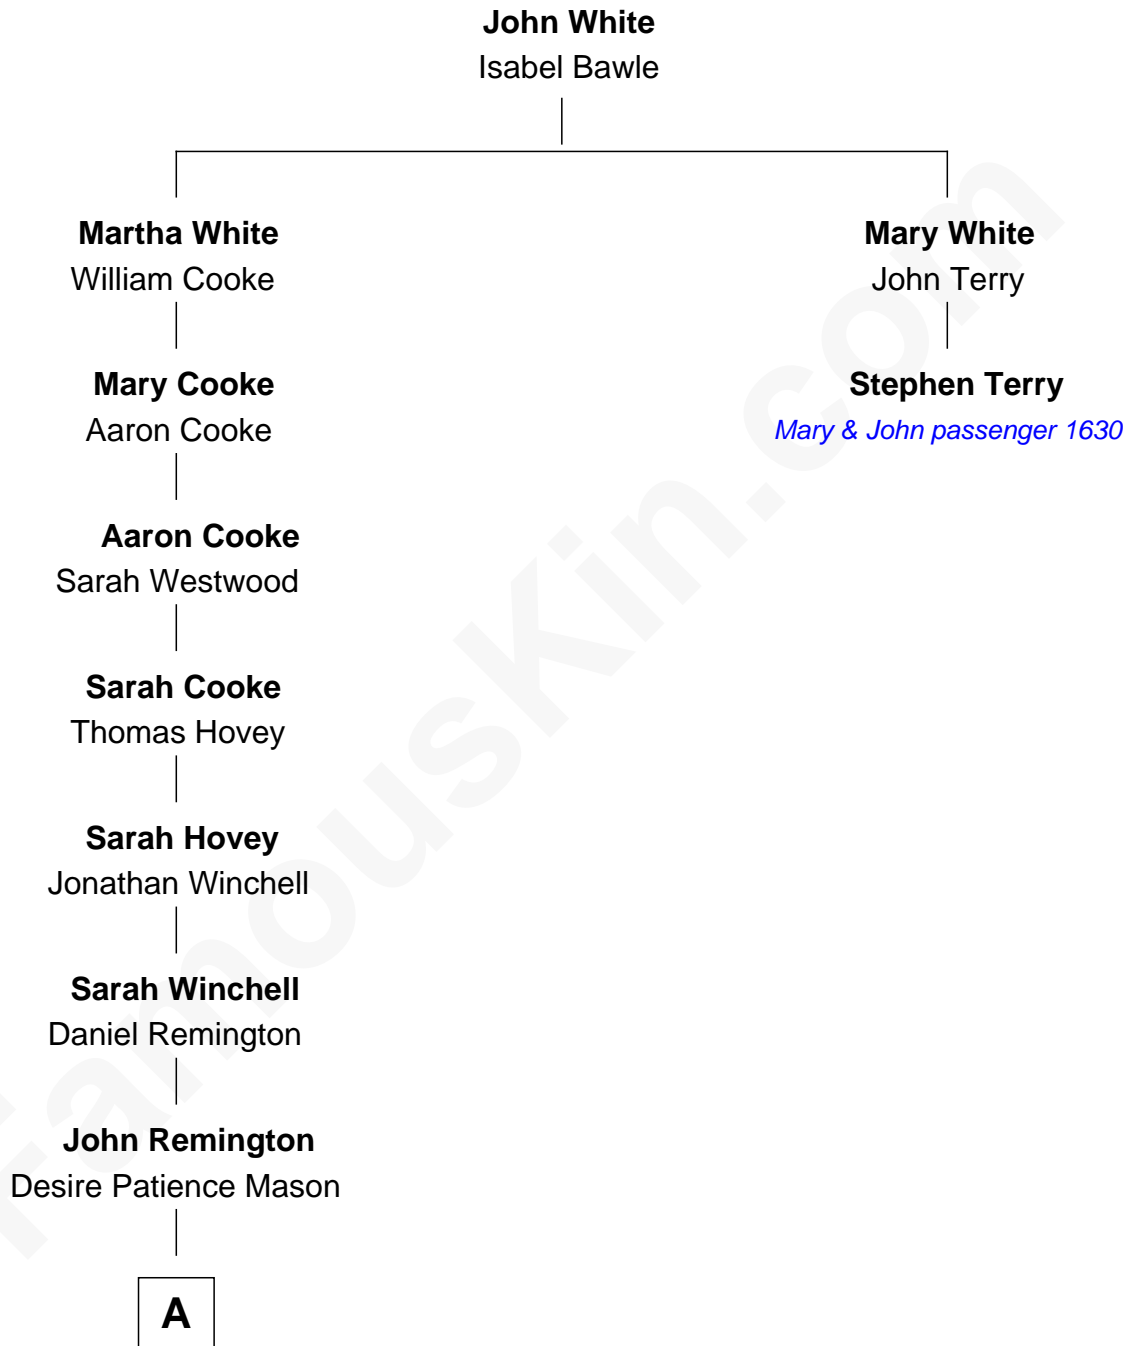 John White
Isabel Bawle
Martha White
William Cooke
Mary White
John Terry
Mary Cooke
Aaron Cooke
Stephen Terry
Mary & John passenger 1630
Aaron Cooke
Sarah Westwood
Sarah Cooke
Thomas Hovey
Sarah Hovey
Jonathan Winchell
Sarah Winchell
Daniel Remington
John Remington
Desire Patience Mason
A
FamousKin.com